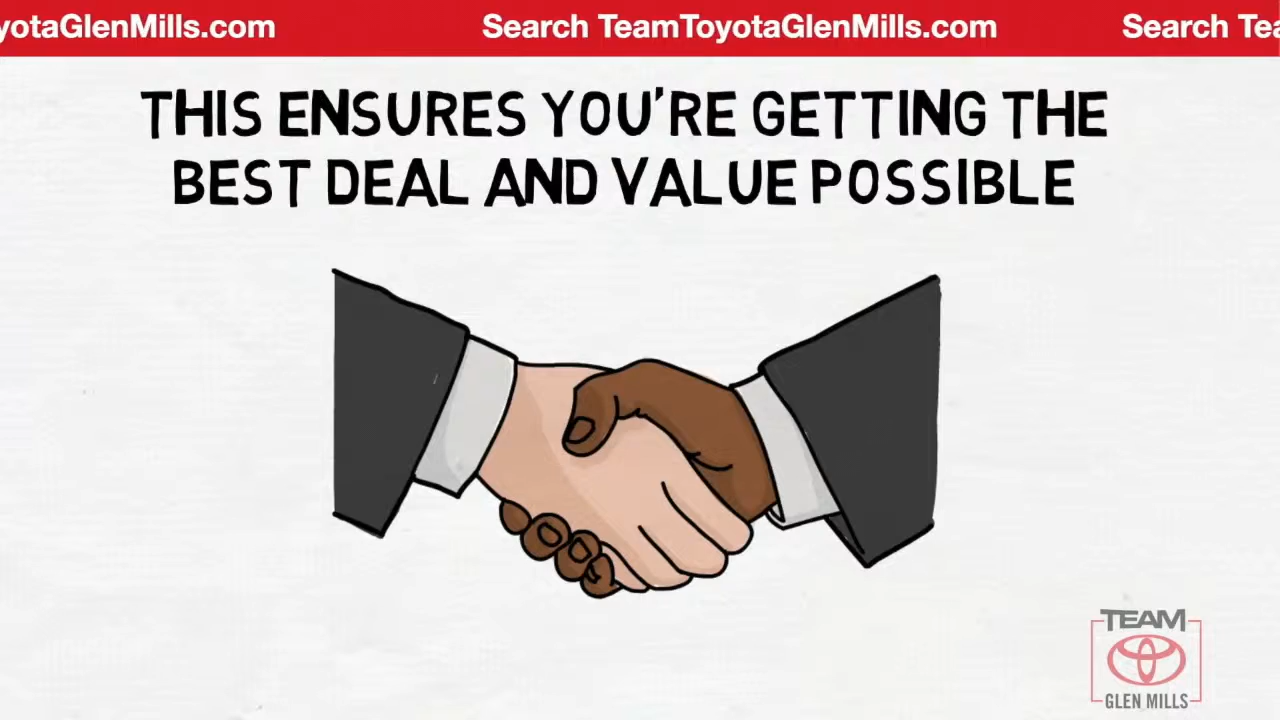 yotaGlenMills.com Search TeamToyotaGlenMills.com Search Tea
THIS ENSURES YOU'RE GETTING THE
BEST DEAL AND VALUE POSSIBLE
TEAM
GLEN MILLS